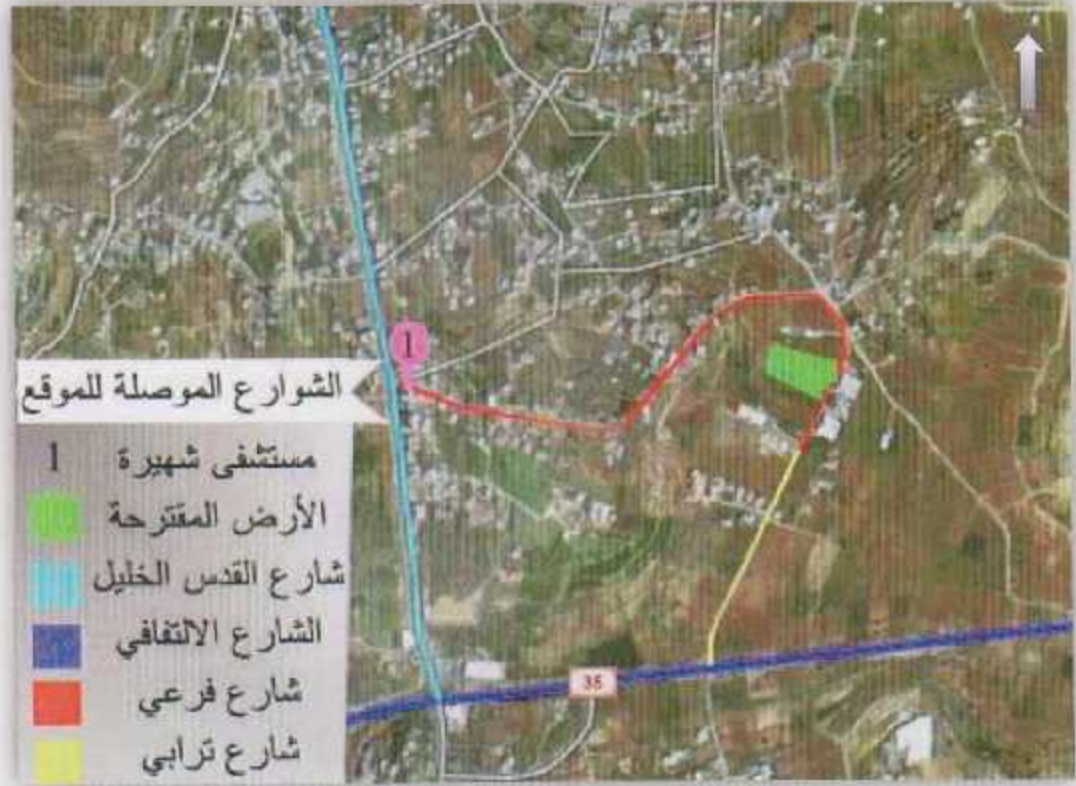 1
الشوارع الموصلة للموقع
1 مستشفى شهيرة
الأرض المقترحة
شارع القدس الخليل
الشارع الالتفافي
شارع فرعي
شارع ترابي
35